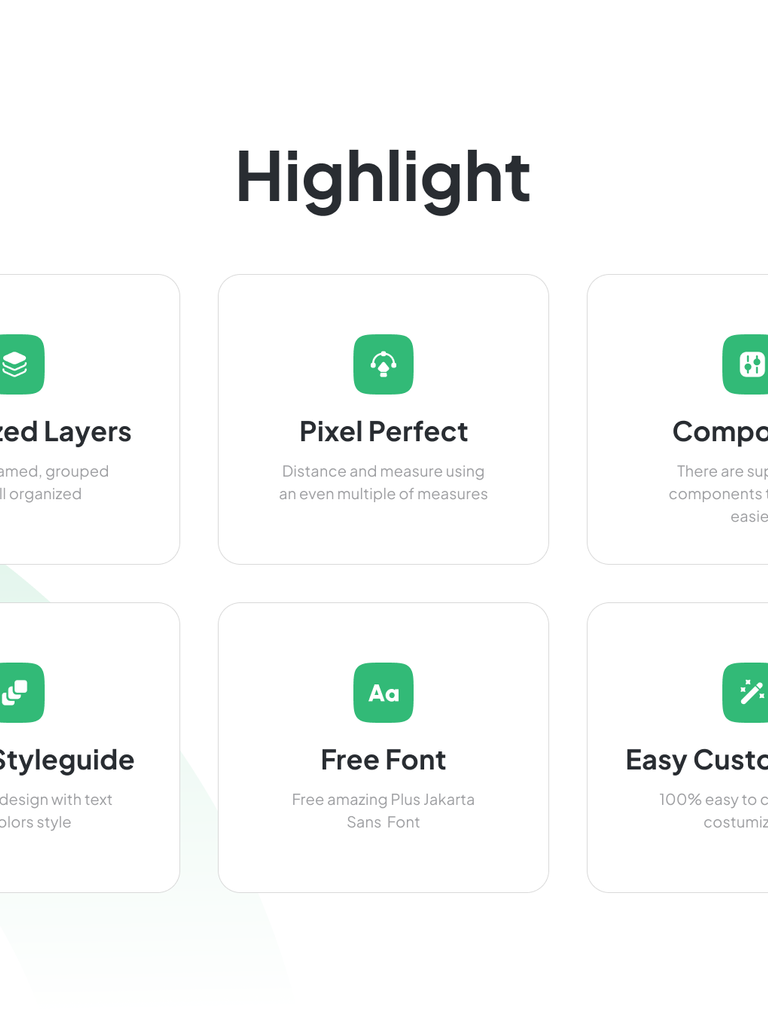 Highlight
zed Layers
amed, grouped
ll organized
Pixel Perfect
Distance and measure using
an even multiple of measures
Compo
There are sup
components t
easie
Styleguide
design with text
olors style
Aa
Free Font
Free amazing Plus Jakarta
Sans Font
Easy Custo
100% easy to c
costumiz